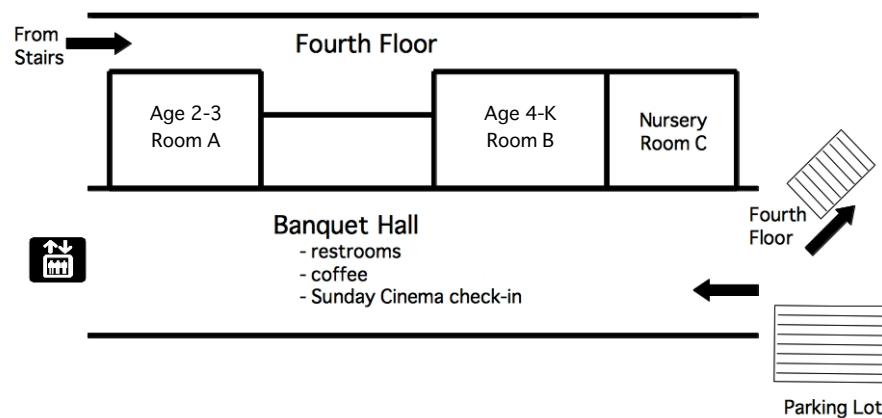 From
Stairs
Fourth Floor
Age 2-3
Room A
Age 4-K
Room B
Nursery
Room C
Banquet Hall
- restrooms
- coffee
- Sunday Cinema check-in
Fourth
Floor
Parking Lot